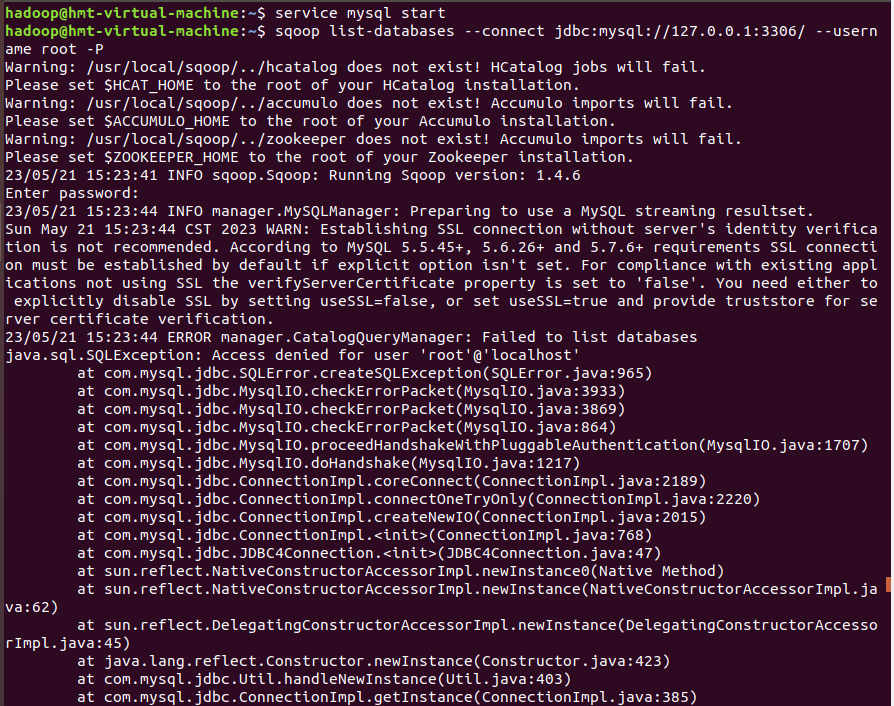 hadoop@hmt-virtual-machine:~$ service mysql start
hadoop@hmt-virtual-machine:~$ sqoop list-databases --connect jdbc:mysql://127.0.0.1:3306/ --usern
ame root -P
Warning: /usr/local/sqoop/../hcatalog does not exist! HCatalog jobs will fail.
Please set $HCAT_HOME to the root of your HCatalog installation.
Warning: /usr/local/sqoop/../accumulo does not exist! Accumulo imports will fail.
Please set $ACCUMULO_HOME to the root of your Accumulo installation.
Warning: /usr/local/sqoop/../zookeeper does not exist! Accumulo imports will fail.
Please set $ZOOKEEPER_HOME to the root of your Zookeeper installation.
23/05/21 15:23:41 INFO sqoop.Sqoop: Running Sqoop version: 1.4.6
Enter password:
23/05/21 15:23:44 INFO manager.MySQLManager: Preparing to use a MySQL streaming resultset.
Sun May 21 15:23:44 CST 2023 WARN: Establishing SSL connection without server's identity verifica
tion is not recommended. According to MySQL 5.5.45+, 5.6.26+ and 5.7.6+ requirements SSL connecti
on must be established by default if explicit option isn't set. For compliance with existing appl
ications not using SSL the verifyServerCertificate property is set to 'false'. You need either to
 explicitly disable SSL by setting useSSL=false, or set useSSL=true and provide truststore for se
rver certificate verification.
23/05/21 15:23:44 ERROR manager.CatalogQueryManager: Failed to list databases
java.sql.SQLException: Access denied for user 'root'@'localhost'
        at com.mysql.jdbc.SQLError.createSQLException(SQLError.java:965)
        at com.mysql.jdbc.MysqlIO.checkErrorPacket(MysqlIO.java:3933)
        at com.mysql.jdbc.MysqlIO.checkErrorPacket(MysqlIO.java:3869)
        at com.mysql.jdbc.MysqlIO.checkErrorPacket(MysqlIO.java:864)
        at com.mysql.jdbc.MysqlIO.proceedHandshakeWithPluggableAuthentication(MysqlIO.java:1707)
        at com.mysql.jdbc.MysqlIO.doHandshake(MysqlIO.java:1217)
        at com.mysql.jdbc.ConnectionImpl.coreConnect(ConnectionImpl.java:2189)
        at com.mysql.jdbc.ConnectionImpl.connectOneTryOnly(ConnectionImpl.java:2220)
        at com.mysql.jdbc.ConnectionImpl.createNewIO(ConnectionImpl.java:2015)
        at com.mysql.jdbc.ConnectionImpl.<init>(ConnectionImpl.java:768)
        at com.mysql.jdbc.JDBC4Connection.<init>(JDBC4Connection.java:47)
        at sun.reflect.NativeConstructorAccessorImpl.newInstance0(Native Method)
        at sun.reflect.NativeConstructorAccessorImpl.newInstance(NativeConstructorAccessorImpl.ja
va:62)
        at sun.reflect.DelegatingConstructorAccessorImpl.newInstance(DelegatingConstructorAccesso
rImpl.java:45)
        at java.lang.reflect.Constructor.newInstance(Constructor.java:423)
        at com.mysql.jdbc.Util.handleNewInstance(Util.java:403)
        at com.mysql.jdbc.ConnectionImpl.getInstance(ConnectionImpl.java:385)